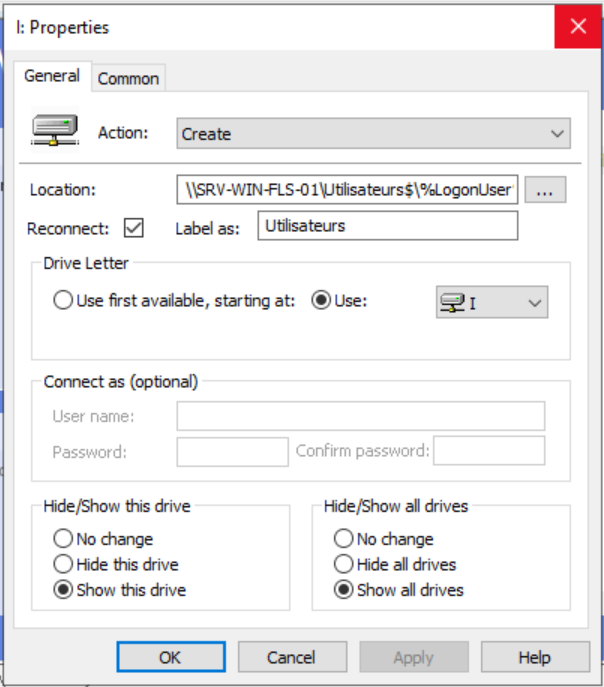 I: Properties
General Common
Action: Create
Location: \\SRV-WIN-FLS-01\Utilisateurs$\%LogonUser
...
Reconnect: Label as: Utilisateurs
Drive Letter
Use first available, starting at: Use: I
Connect as (optional)
User name:
Password: Confirm password:
Hide/Show this drive
No change
Hide this drive
Show this drive
Hide/Show all drives
No change
Hide all drives
Show all drives
OK Cancel Apply Help